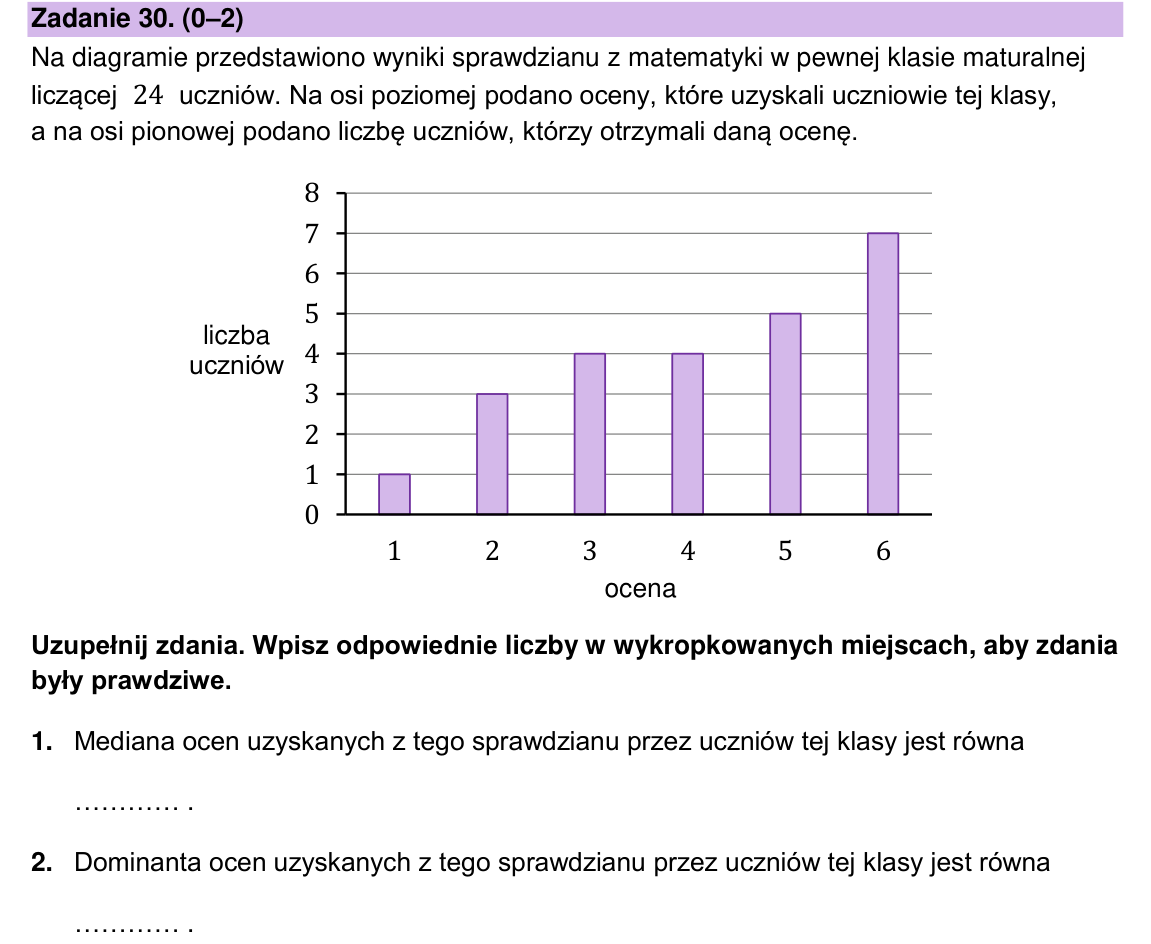 Zadanie 30. (0–2)
Na diagramie przedstawiono wyniki sprawdzianu z matematyki w pewnej klasie maturalnej
liczącej 24 uczniów. Na osi poziomej podano oceny, które uzyskali uczniowie tej klasy,
a na osi pionowej podano liczbę uczniów, którzy otrzymali daną ocenę.
8
7
6
5
liczba
uczniów
4
3
2
1
0
1 2 3 4 5 6
ocena
Uzupełnij zdania. Wpisz odpowiednie liczby w wykropkowanych miejscach, aby zdania
były prawdziwe.
1. Mediana ocen uzyskanych z tego sprawdzianu przez uczniów tej klasy jest równa
………… .
2. Dominanta ocen uzyskanych z tego sprawdzianu przez uczniów tej klasy jest równa
………… .